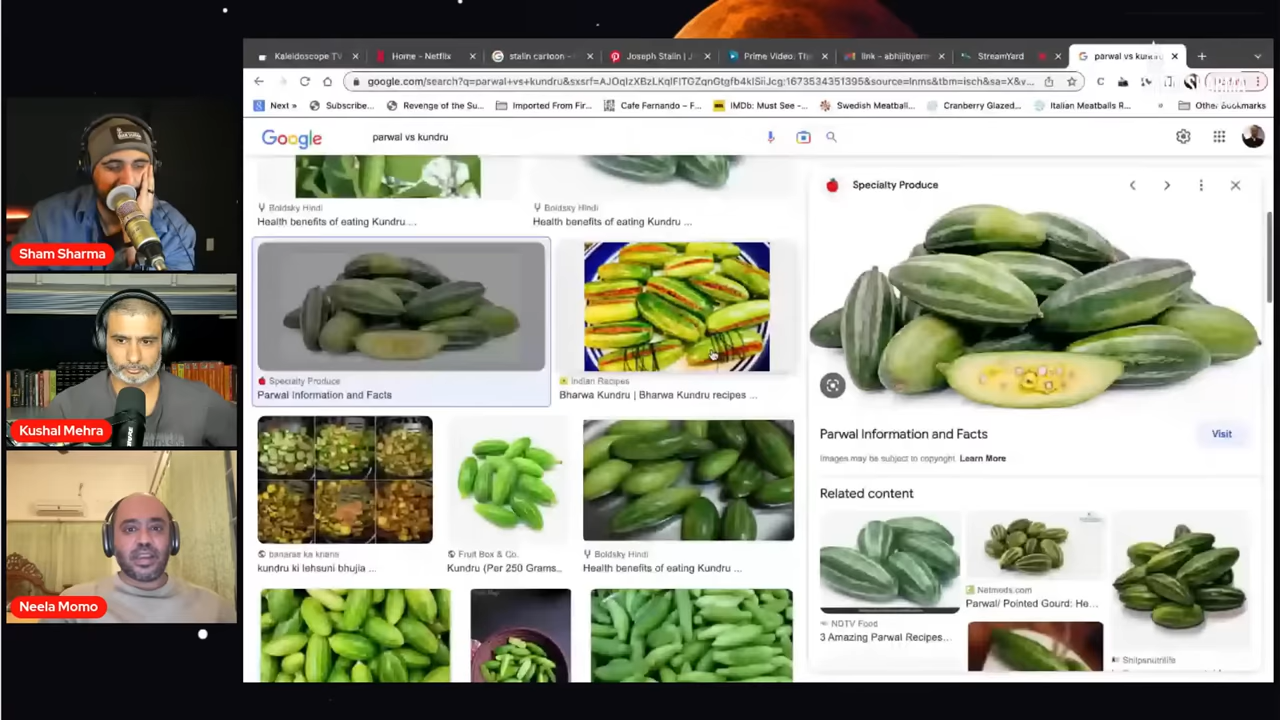 Kaleidoscope TV
Home - Netflix
stalin cartoon -
Joseph Stalin | J
Prime Video: Th
link - abhijitiyer
StreamYard
parwal vs kundru
Next »
Subscribe...
Revenge of the Su...
Imported From Fir...
Cafe Fernando – F...
IMDb: Must See -...
Swedish Meatball...
Cranberry Glazed...
Italian Meatballs R...
Other Bookmarks
Google
parwal vs kundru
Sham Sharma
Kushal Mehra
Neela Momo
Boldsky Hindi
Health benefits of eating Kundru ...
Boldsky Hindi
Health benefits of eating Kundru ...
Specialty Produce
Parwal Information and Facts
Indian Recipes
Bharwa Kundru | Bharwa Kundru recipes ...
banaras ka khana
kundru ki lehsuni bhujia ...
Fruit Box & Co.
Kundru (Per 250 Grams...
Boldsky Hindi
Health benefits of eating Kundru ...
Specialty Produce
Parwal Information and Facts
Visit
Images may be subject to copyright. Learn More
Related content
NDTV Food
3 Amazing Parwal Recipes...
Netmeds.com
Parwal/ Pointed Gourd: He...
Shilpsnutrilife